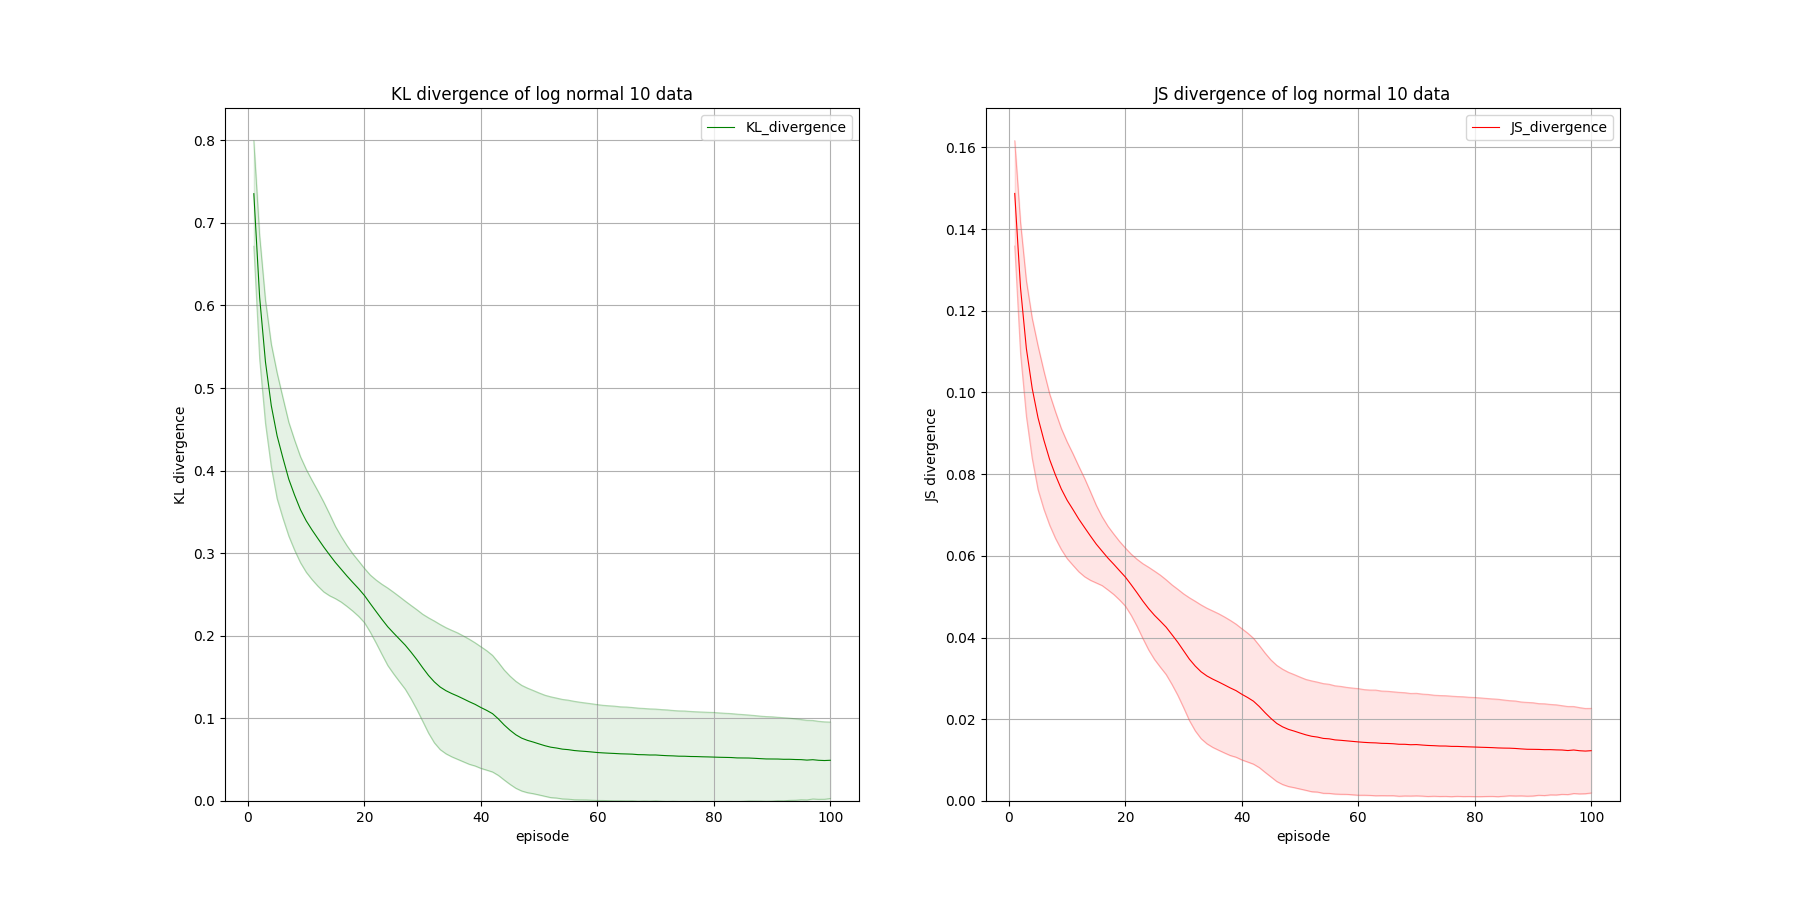 KL divergence of log normal 10 data
KL_divergence
0.8
0.7
0.6
0.5
0.4
0.3
0.2
0.1
0.0
KL divergence
0 20 40 60 80 100
episode
JS divergence of log normal 10 data
JS_divergence
0.16
0.14
0.12
0.10
0.08
0.06
0.04
0.02
0.00
JS divergence
0 20 40 60 80 100
episode